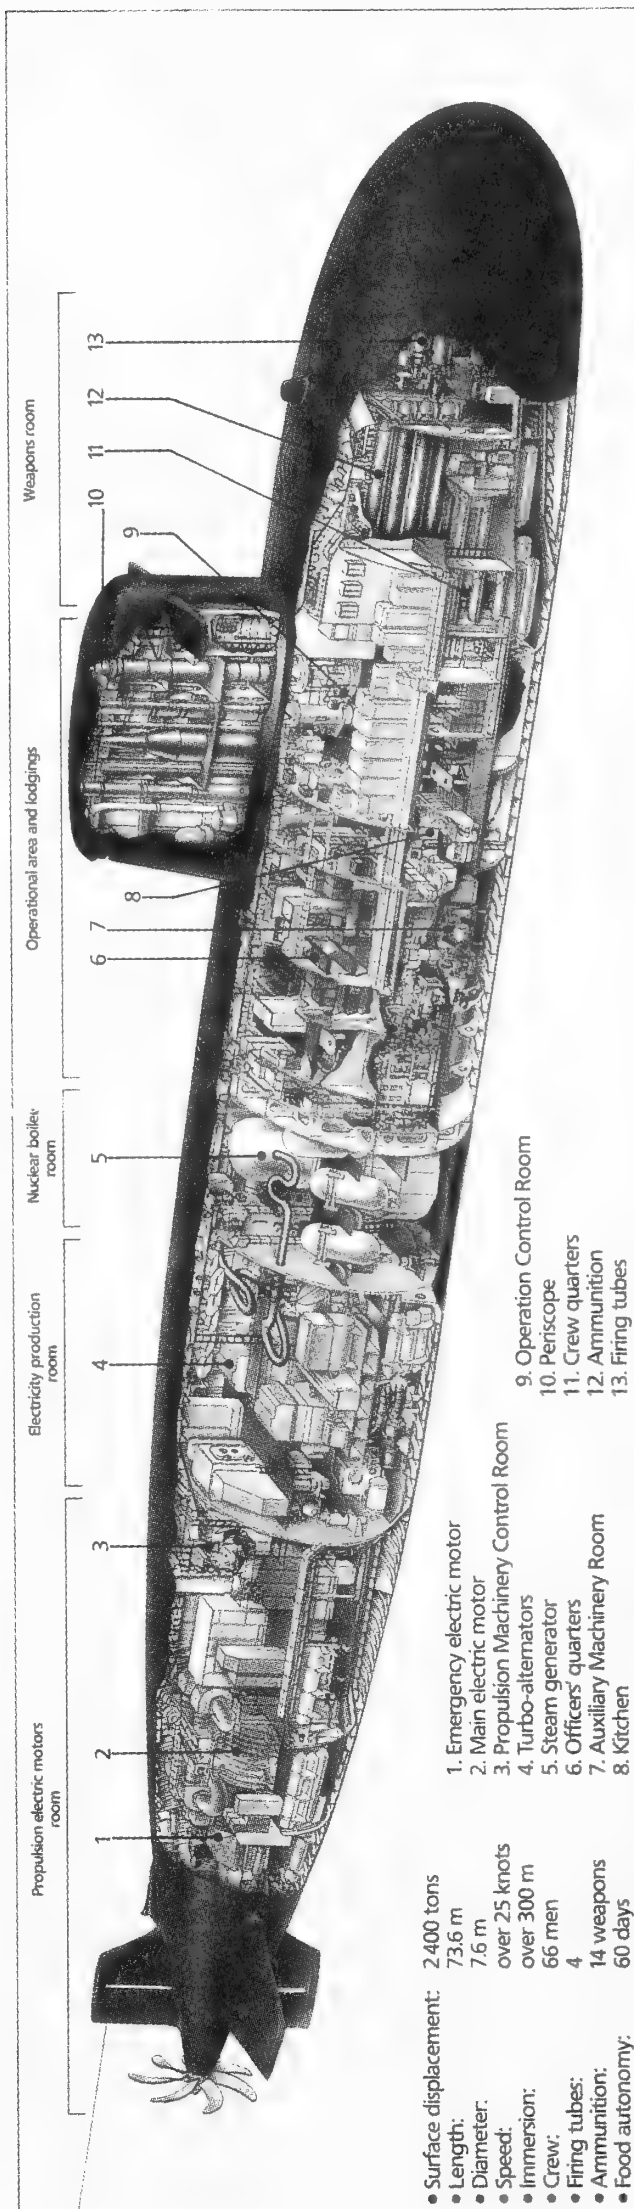 Propulsion electric motors
room
Electricity production
room
Nuclear boiler
room
Operational area and lodgings
Weapons room
1
2
3
4
5
6
7
8
9
10
11
12
13
• Surface displacement: 2400 tons
• Length: 73.6 m
• Diameter: 7.6 m
• Speed: over 25 knots
• Immersion: over 300 m
• Crew: 66 men
• Firing tubes: 4
• Ammunition: 14 weapons
• Food autonomy: 60 days
1. Emergency electric motor
2. Main electric motor
3. Propulsion Machinery Control Room
4. Turbo-alternators
5. Steam generator
6. Officers' quarters
7. Auxiliary Machinery Room
8. Kitchen
9. Operation Control Room
10. Periscope
11. Crew quarters
12. Ammunition
13. Firing tubes